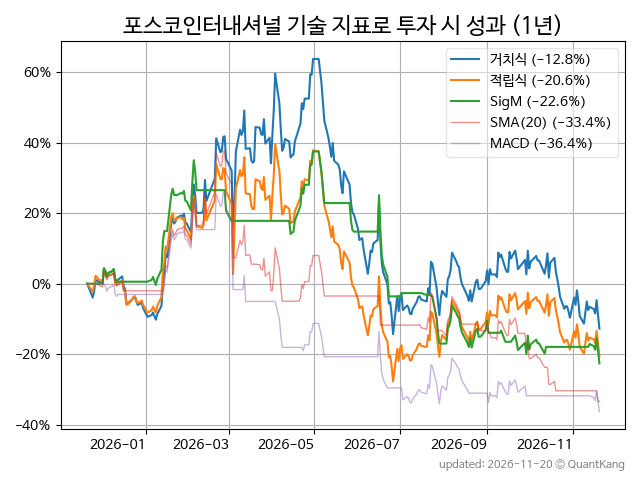 포스코인터내셔널 기술 지표로 투자 시 성과 (1년)
거치식 (-12.8%)
적립식 (-20.6%)
SigM (-22.6%)
SMA(20) (-33.4%)
MACD (-36.4%)
60%
40%
20%
0%
-20%
-40%
2026-01 2026-03 2026-05 2026-07 2026-09 2026-11
updated: 2026-11-20 © QuantKang